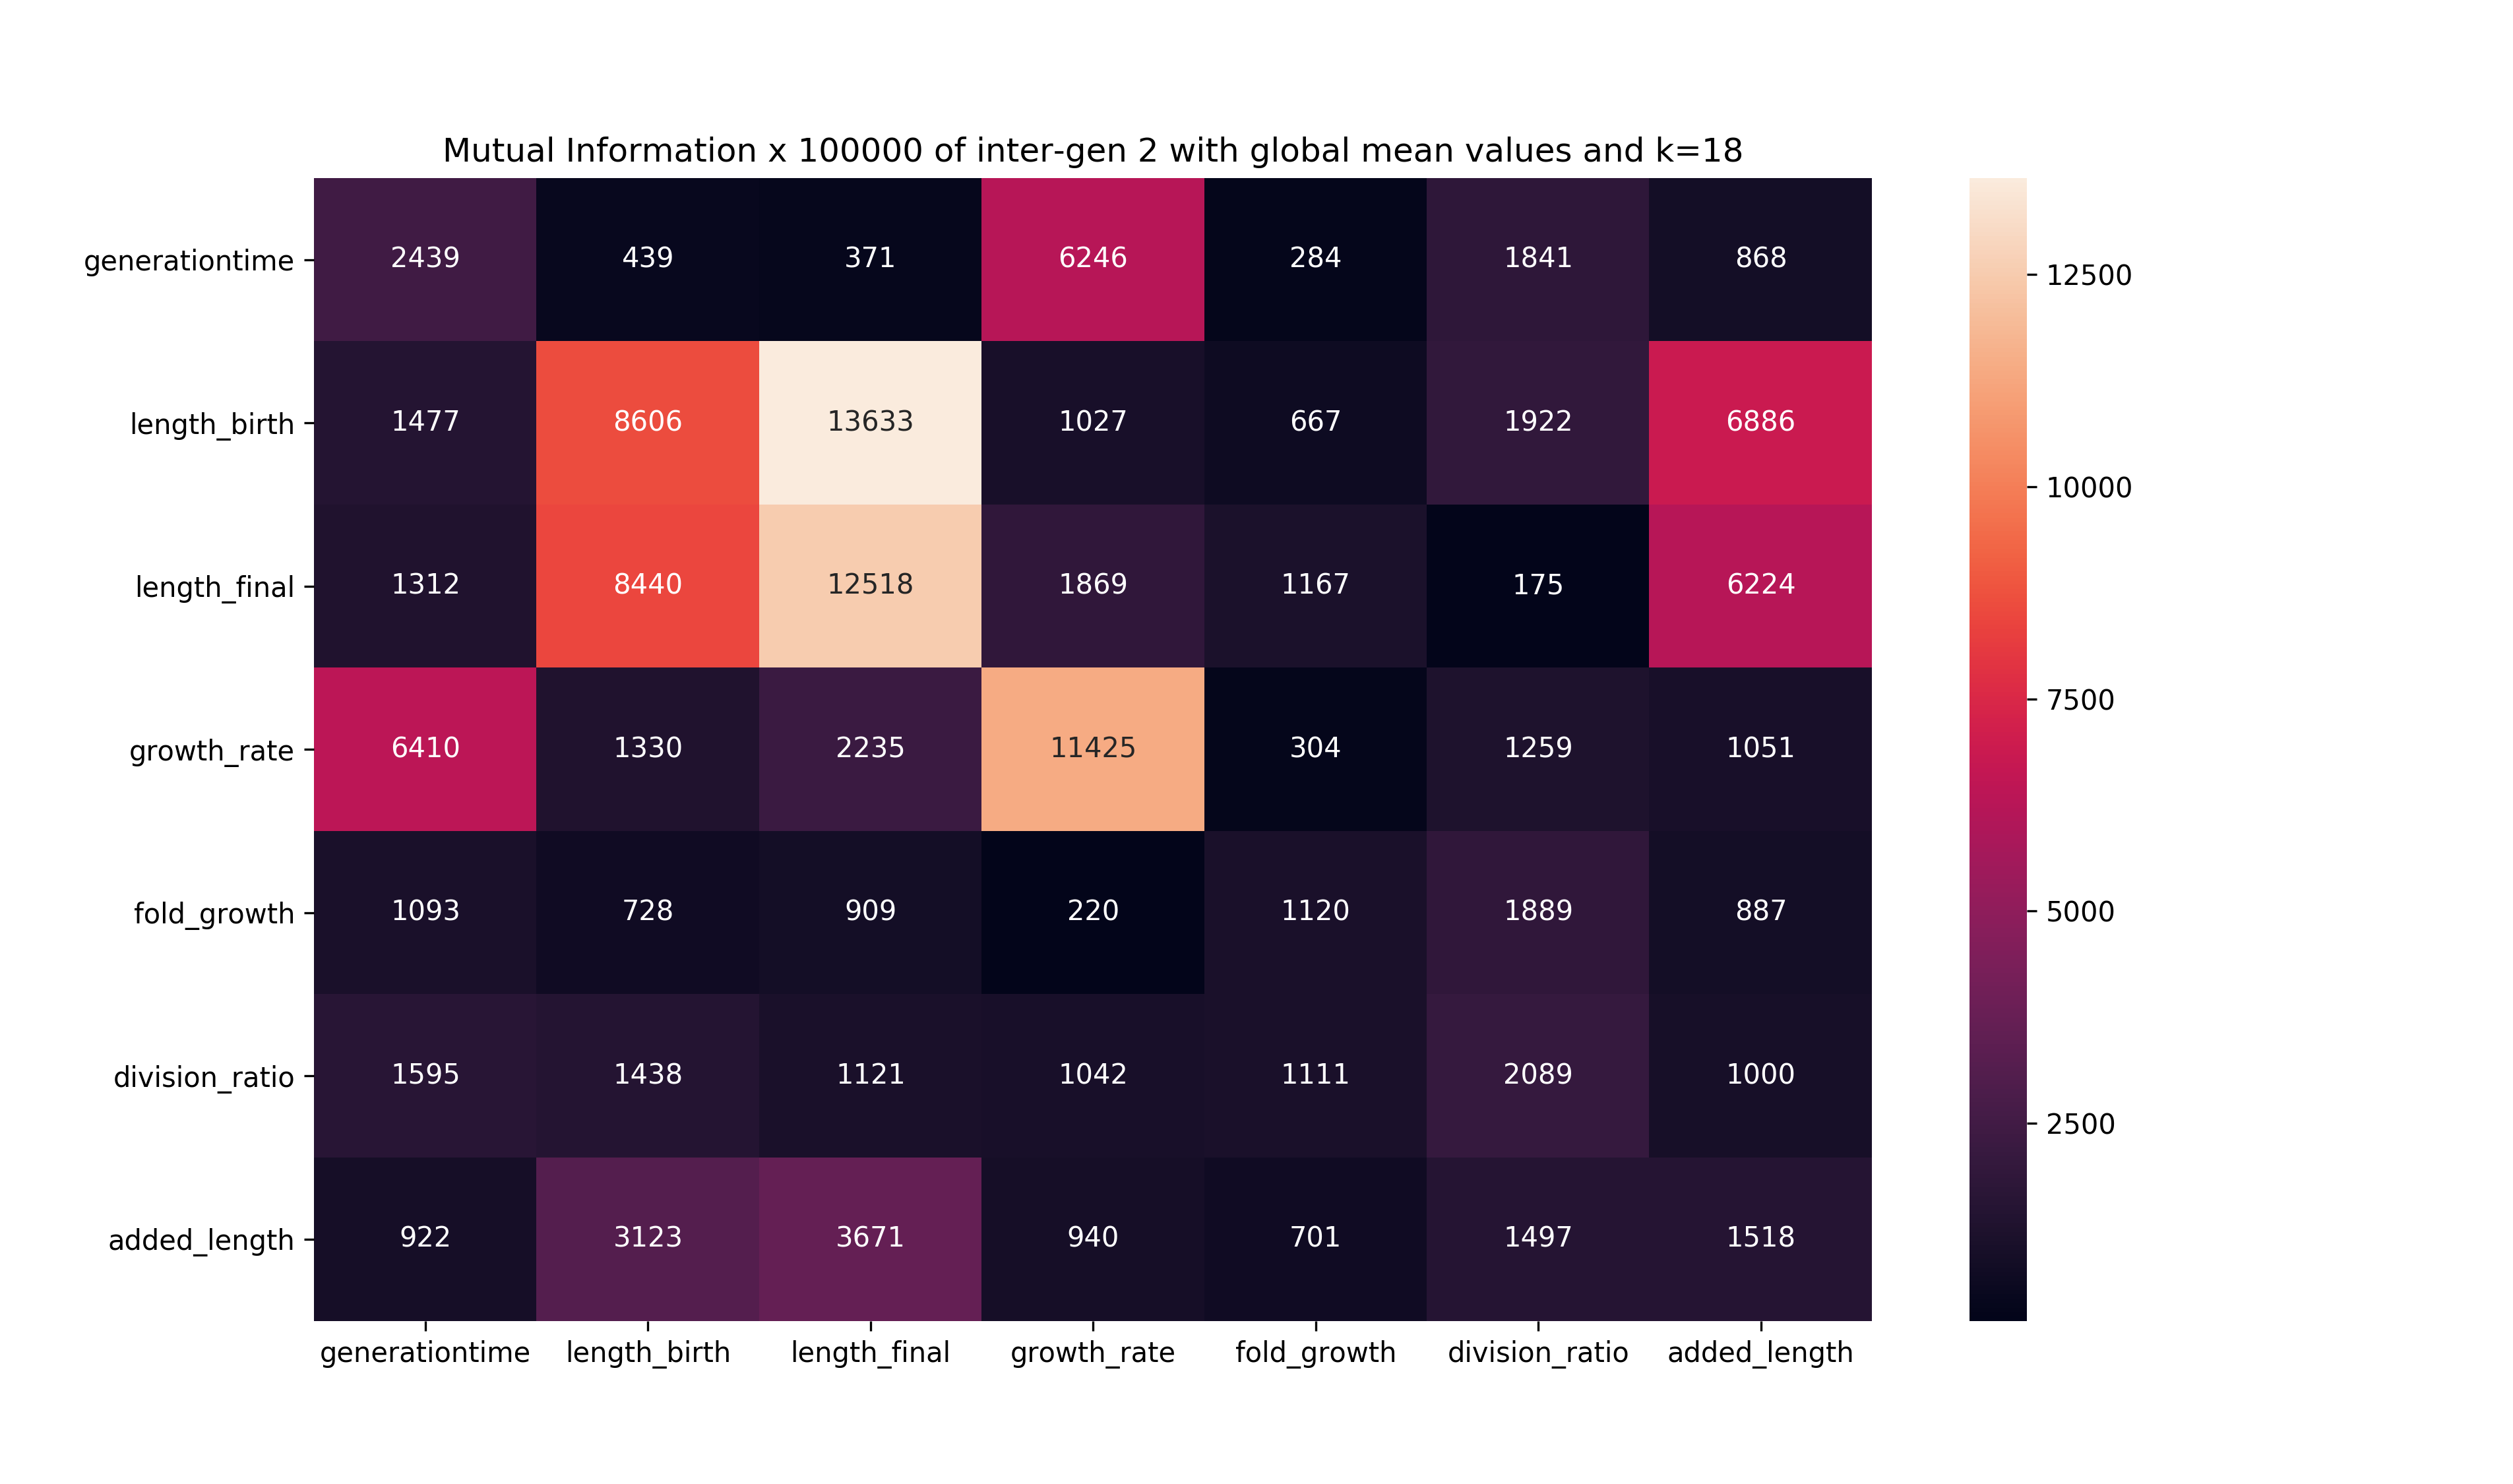 Mutual Information x 100000 of inter-gen 2 with global mean values and k=18
generationtime 2439 439 371 6246 284 1841 868
length_birth 1477 8606 13633 1027 667 1922 6886
length_final 1312 8440 12518 1869 1167 175 6224
growth_rate 6410 1330 2235 11425 304 1259 1051
fold_growth 1093 728 909 220 1120 1889 887
division_ratio 1595 1438 1121 1042 1111 2089 1000
added_length 922 3123 3671 940 701 1497 1518
generationtime length_birth length_final growth_rate fold_growth division_ratio added_length
12500
10000
7500
5000
2500